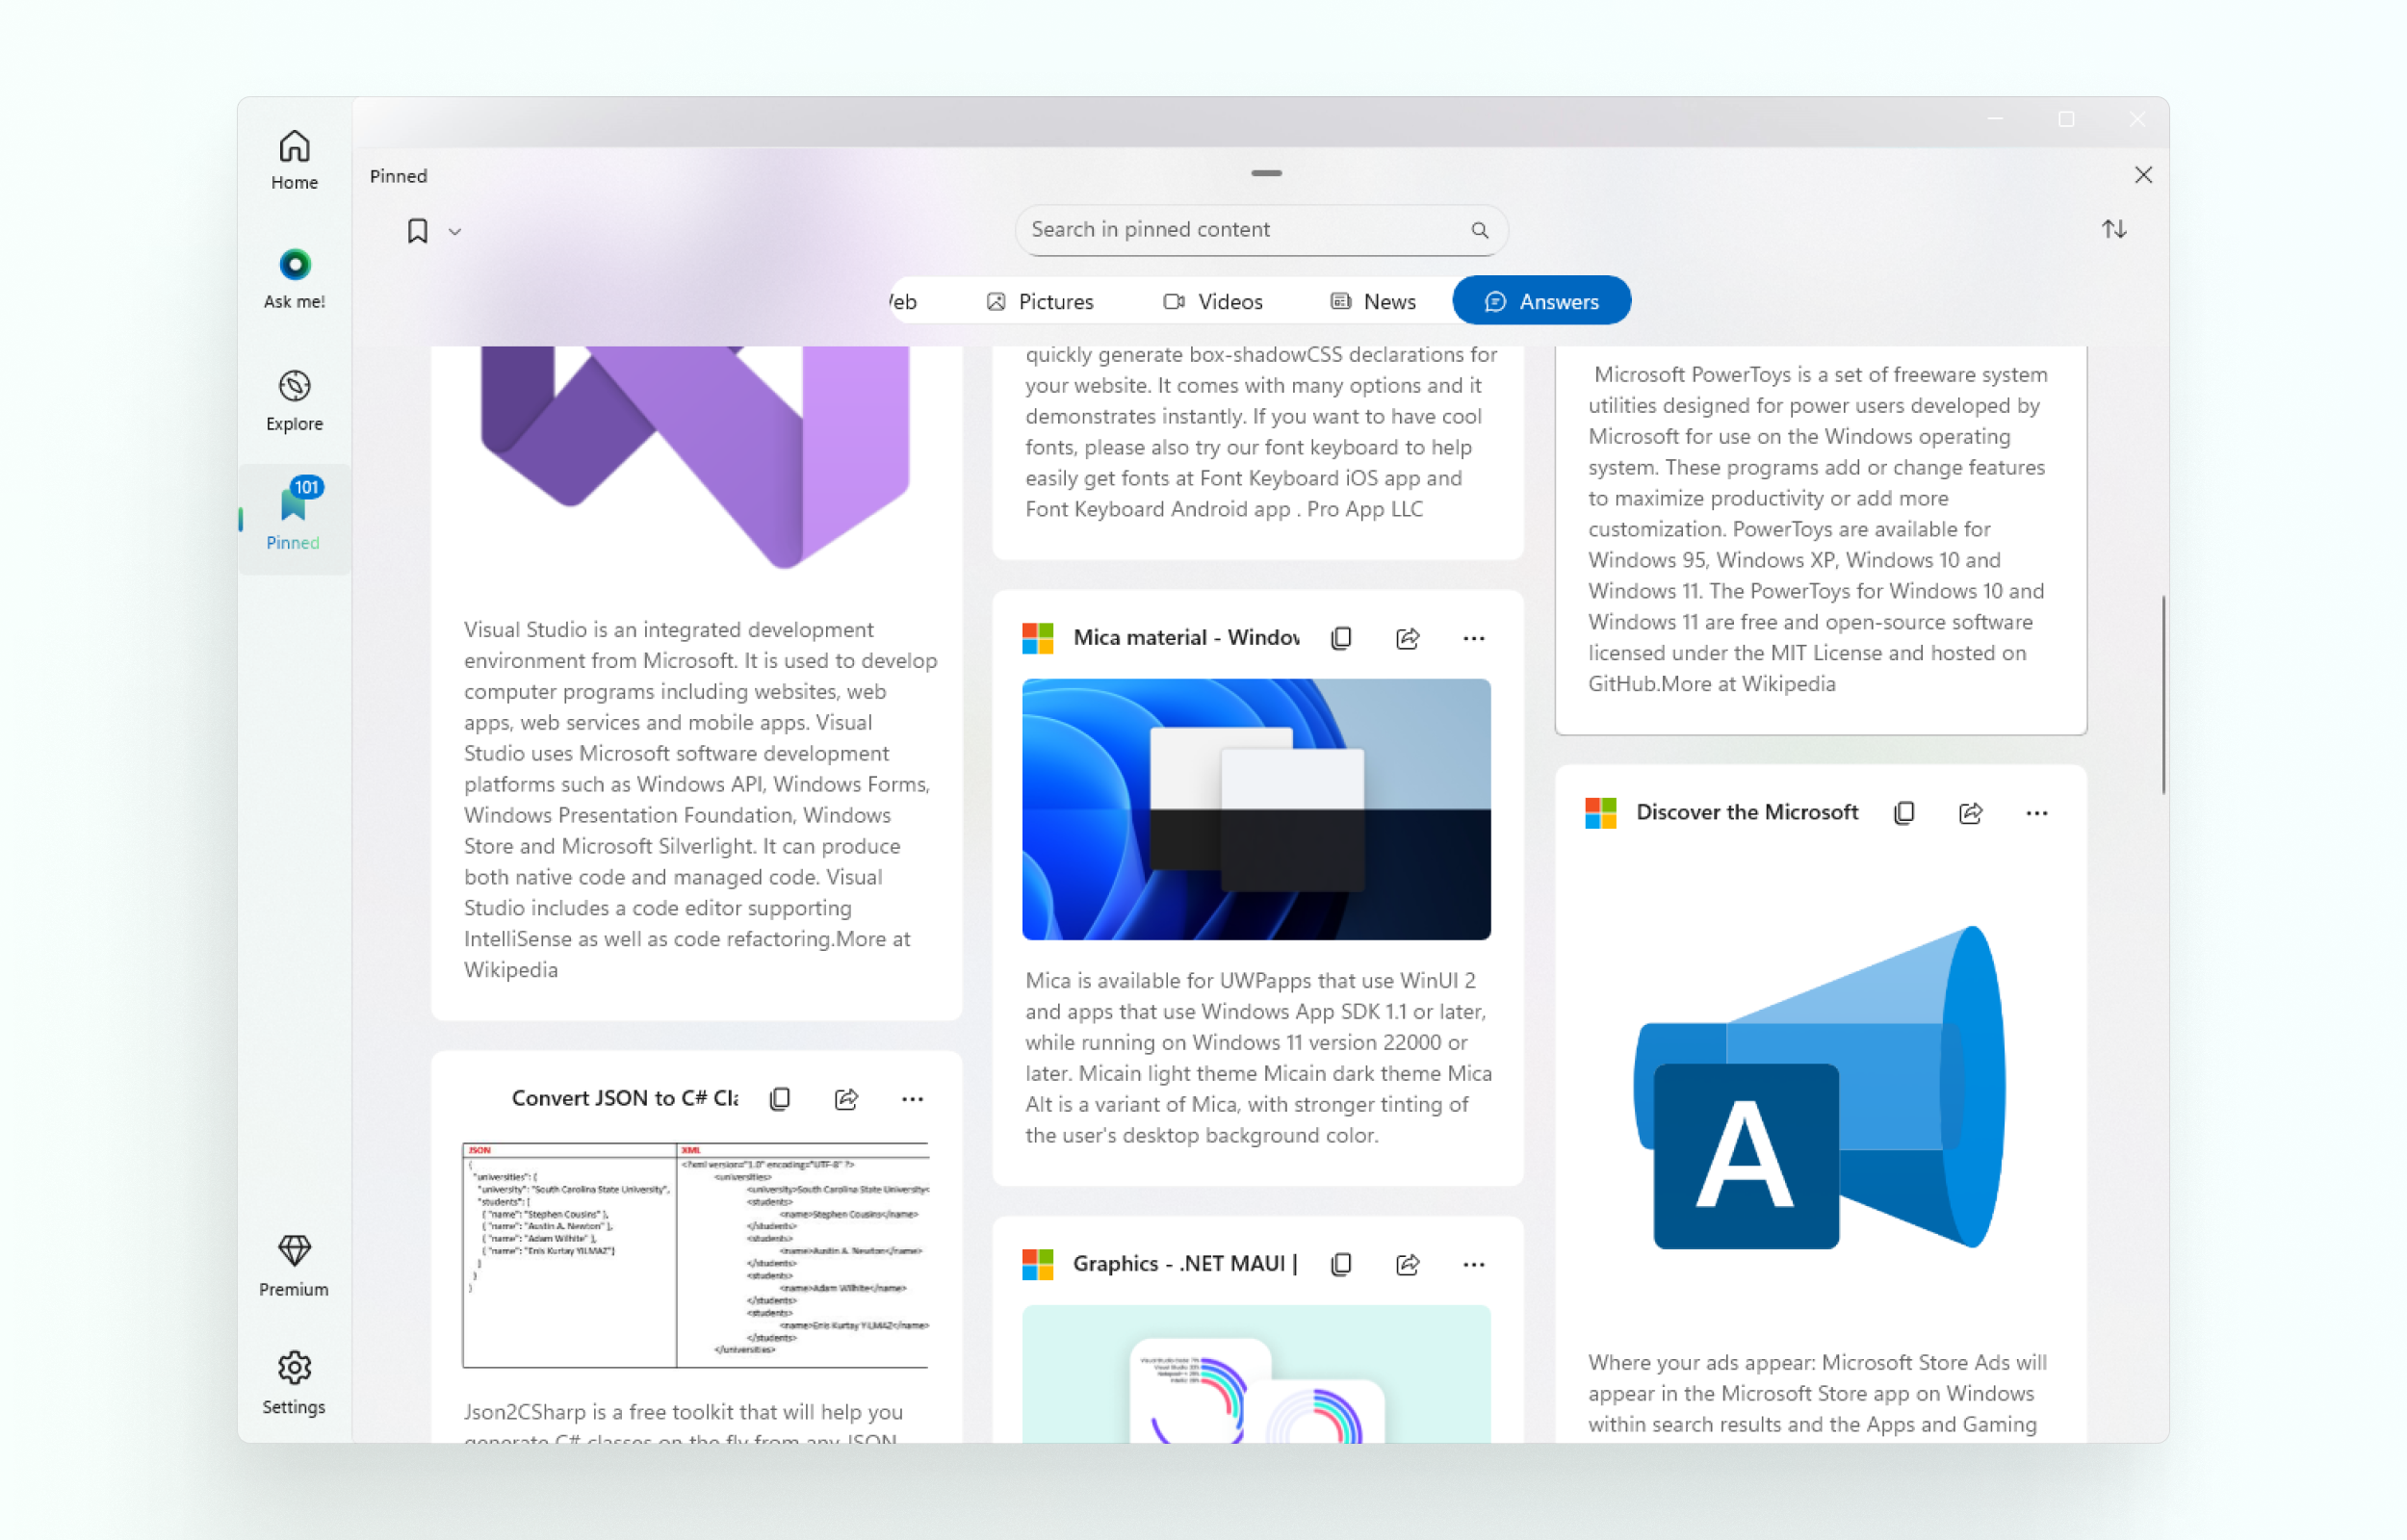 Home
Ask me!
Explore
101
Pinned
Premium
Settings
Pinned
Search in pinned content
Pictures
Videos
News
Answers
Visual Studio is an integrated development
environment from Microsoft. It is used to develop
computer programs including websites, web
apps, web services and mobile apps. Visual
Studio uses Microsoft software development
platforms such as Windows API, Windows Forms,
Windows Presentation Foundation, Windows
Store and Microsoft Silverlight. It can produce
both native code and managed code. Visual
Studio includes a code editor supporting
IntelliSense as well as code refactoring.More at
Wikipedia
Convert JSON to C#
JSON
{
"universities": {
"university": "South Carolina State University",
"students": [
{ "name": "Stephen Cousins" },
{ "name": "Austin A. Newton" },
{ "name": "Adam Wilhite" },
{ "name": "Enis Kurtay YILMAZ"}
]
}
}
XML
<?xml version="1.0" encoding="UTF-8" ?>
<universities>
<university>South Carolina State University<
<students>
<name>Stephen Cousins</name>
</students>
<students>
<name>Austin A. Newton</name>
</students>
<students>
<name>Adam Wilhite</name>
</students>
<students>
<name>Enis Kurtay YILMAZ</name>
</students>
</universities>
Json2CSharp is a free toolkit that will help you
generate C# classes on the fly from any JSON
quickly generate box-shadowCSS declarations for
your website. It comes with many options and it
demonstrates instantly. If you want to have cool
fonts, please also try our font keyboard to help
easily get fonts at Font Keyboard iOS app and
Font Keyboard Android app . Pro App LLC
Mica material -
Mica is available for UWPapps that use WinUI 2
and apps that use Windows App SDK 1.1 or later,
while running on Windows 11 version 22000 or
later. Micain light theme Micain dark theme Mica
Alt is a variant of Mica, with stronger tinting of
the user's desktop background color.
Graphics - .NET MAUI |
Microsoft PowerToys is a set of freeware system
utilities designed for power users developed by
Microsoft for use on the Windows operating
system. These programs add or change features
to maximize productivity or add more
customization. PowerToys are available for
Windows 95, Windows XP, Windows 10 and
Windows 11. The PowerToys for Windows 10 and
Windows 11 are free and open-source software
licensed under the MIT License and hosted on
GitHub.More at Wikipedia
Discover the Microsoft
A
Where your ads appear: Microsoft Store Ads will
appear in the Microsoft Store app on Windows
within search results and the Apps and Gaming